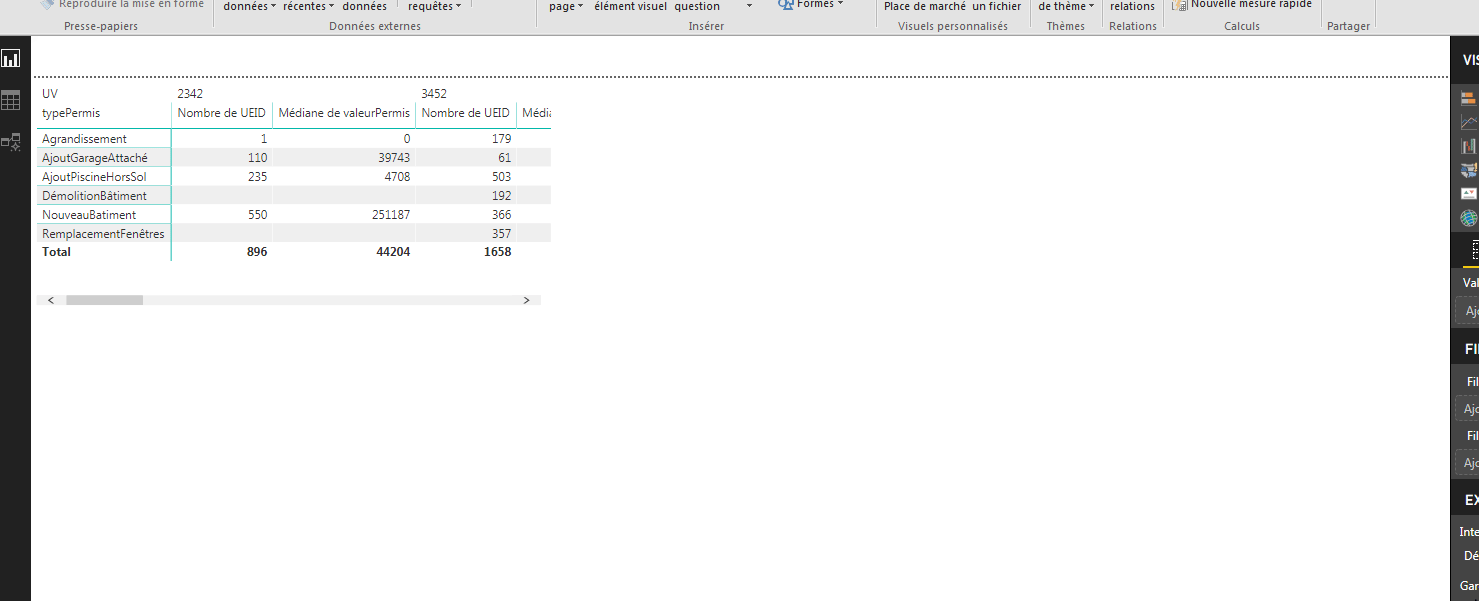 Reproduire la mise en forme
données récentes données requêtes
page élément visuel question
Formes
Place de marché un fichier
de thème
relations
Nouvelle mesure rapide
Presse-papiers Données externes Insérer Visuels personnalisés Thèmes Relations Calculs Partager
VIS
UV 2342 3452
typePermis Nombre de UEID Médiane de valeurPermis Nombre de UEID Média
Agrandissement 1 0 179
AjoutGarageAttaché 110 39743 61
AjoutPiscineHorsSol 235 4708 503
DémolitionBâtiment 192
NouveauBatiment 550 251187 366
RemplacementFenêtres 357
Total 896 44204 1658
Val
Ajo
FI
Fil
Ajo
Fil
Ajo
EX
Inte
Dé
Gar